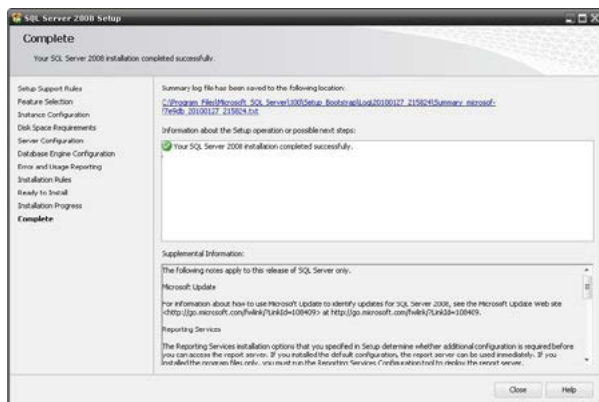 SQL Server 2008 Setup
Complete
Your SQL Server 2008 installation completed successfully.
Setup Support Rules
Feature Selection
Instance Configuration
Disk Space Requirements
Server Configuration
Database Engine Configuration
Error and Usage Reporting
Installation Rules
Ready to Install
Installation Progress
Complete
Summary log file has been saved to the following location:
C:\Program Files\Microsoft SQL Server\100\Setup Bootstrap\Log\20100127_215824\Summary_microsof-
f7e9db_20100127_215824.txt
Information about the Setup operation or possible next steps:
Your SQL Server 2008 installation completed successfully.
Supplemental Information:
The following notes apply to this release of SQL Server only.
Microsoft Update
For information about how to use Microsoft Update to identify updates for SQL Server 2008, see the Microsoft Update Web site
<http://go.microsoft.com/fwlink/?LinkId=108409> at http://go.microsoft.com/fwlink/?LinkId=108409.
Reporting Services
The Reporting Services installation options that you specified in Setup determine whether additional configuration is required before
you can access the report server. If you installed the default configuration, the report server can be used immediately. If you
installed the program files only, you must run the Reporting Services Configuration tool to deploy the report server.
Close
Help